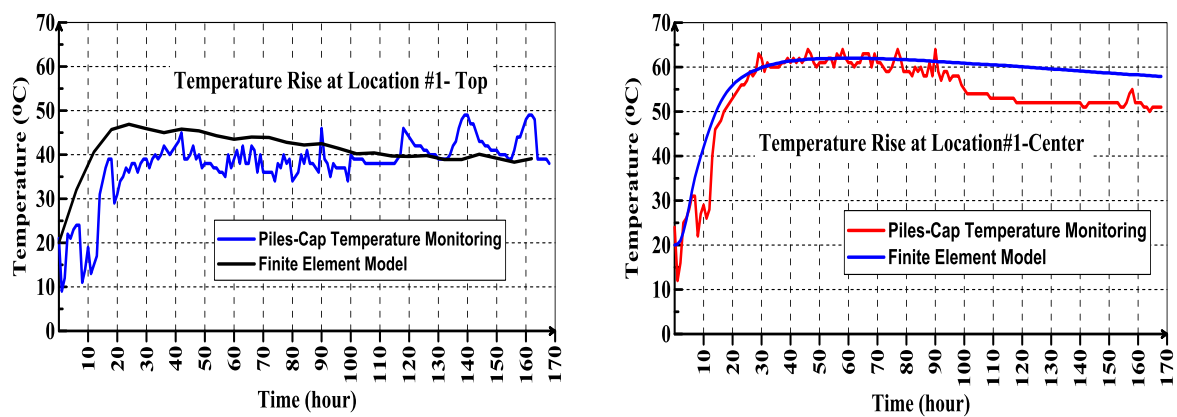 70
60
50
40
30
20
10
0
Temperature (ºC)
Temperature Rise at Location #1- Top
Piles-Cap Temperature Monitoring
Finite Element Model
10 20 30 40 50 60 70 80 90 100 110 120 130 140 150 160 170
Time (hour)
70
60
50
40
30
20
10
0
Temperature (ºC)
Temperature Rise at Location#1-Center
Piles-Cap Temperature Monitoring
Finite Element Model
10 20 30 40 50 60 70 80 90 100 110 120 130 140 150 160 170
Time (hour)